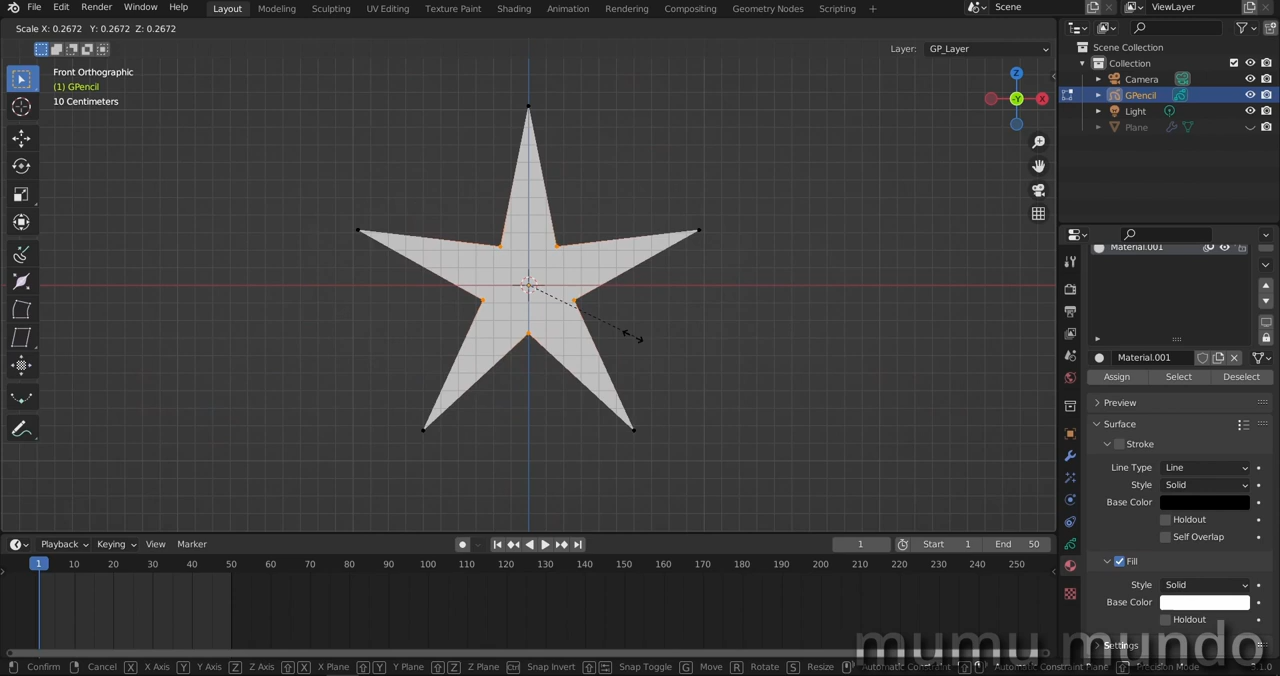 File Edit Render Window Help Layout Modeling Sculpting UV Editing Texture Paint Shading Animation Rendering Compositing Geometry Nodes Scripting + Scene ViewLayer
Scale X: 0.2672 Y: 0.2672 Z: 0.2672
Layer: GP_Layer
Front Orthographic
(1) GPencil
10 Centimeters
Z
-Y
X
Scene Collection
Collection
Camera
GPencil
Light
Plane
Material.001
Material.001
Assign Select Deselect
Preview
Surface
Stroke
Line Type Line
Style Solid
Base Color
Holdout
Self Overlap
Fill
Style Solid
Base Color
Holdout
Settings
Playback Keying View Marker 1 Start 1 End 50
1 10 20 30 40 50 60 70 80 90 100 110 120 130 140 150 160 170 180 190 200 210 220 230 240 250
mumu mundo
Confirm Cancel X X Axis Y Y Axis Z Z Axis X X Plane Y Y Plane Z Z Plane Snap Invert Snap Toggle G Move R Rotate S Resize Automatic Constraint Automatic Constraint Plane Precision Mode 3.1.0